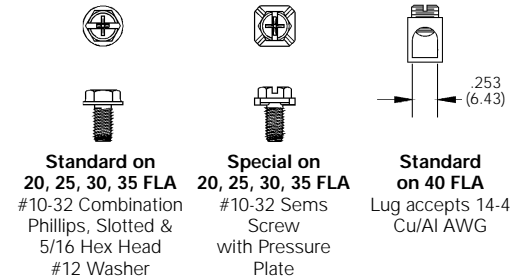 .253
(6.43)
Standard on
20, 25, 30, 35 FLA
#10-32 Combination
Phillips, Slotted &
5/16 Hex Head
#12 Washer
Special on
20, 25, 30, 35 FLA
#10-32 Sems
Screw
with Pressure
Plate
Standard
on 40 FLA
Lug accepts 14-4
Cu/Al AWG